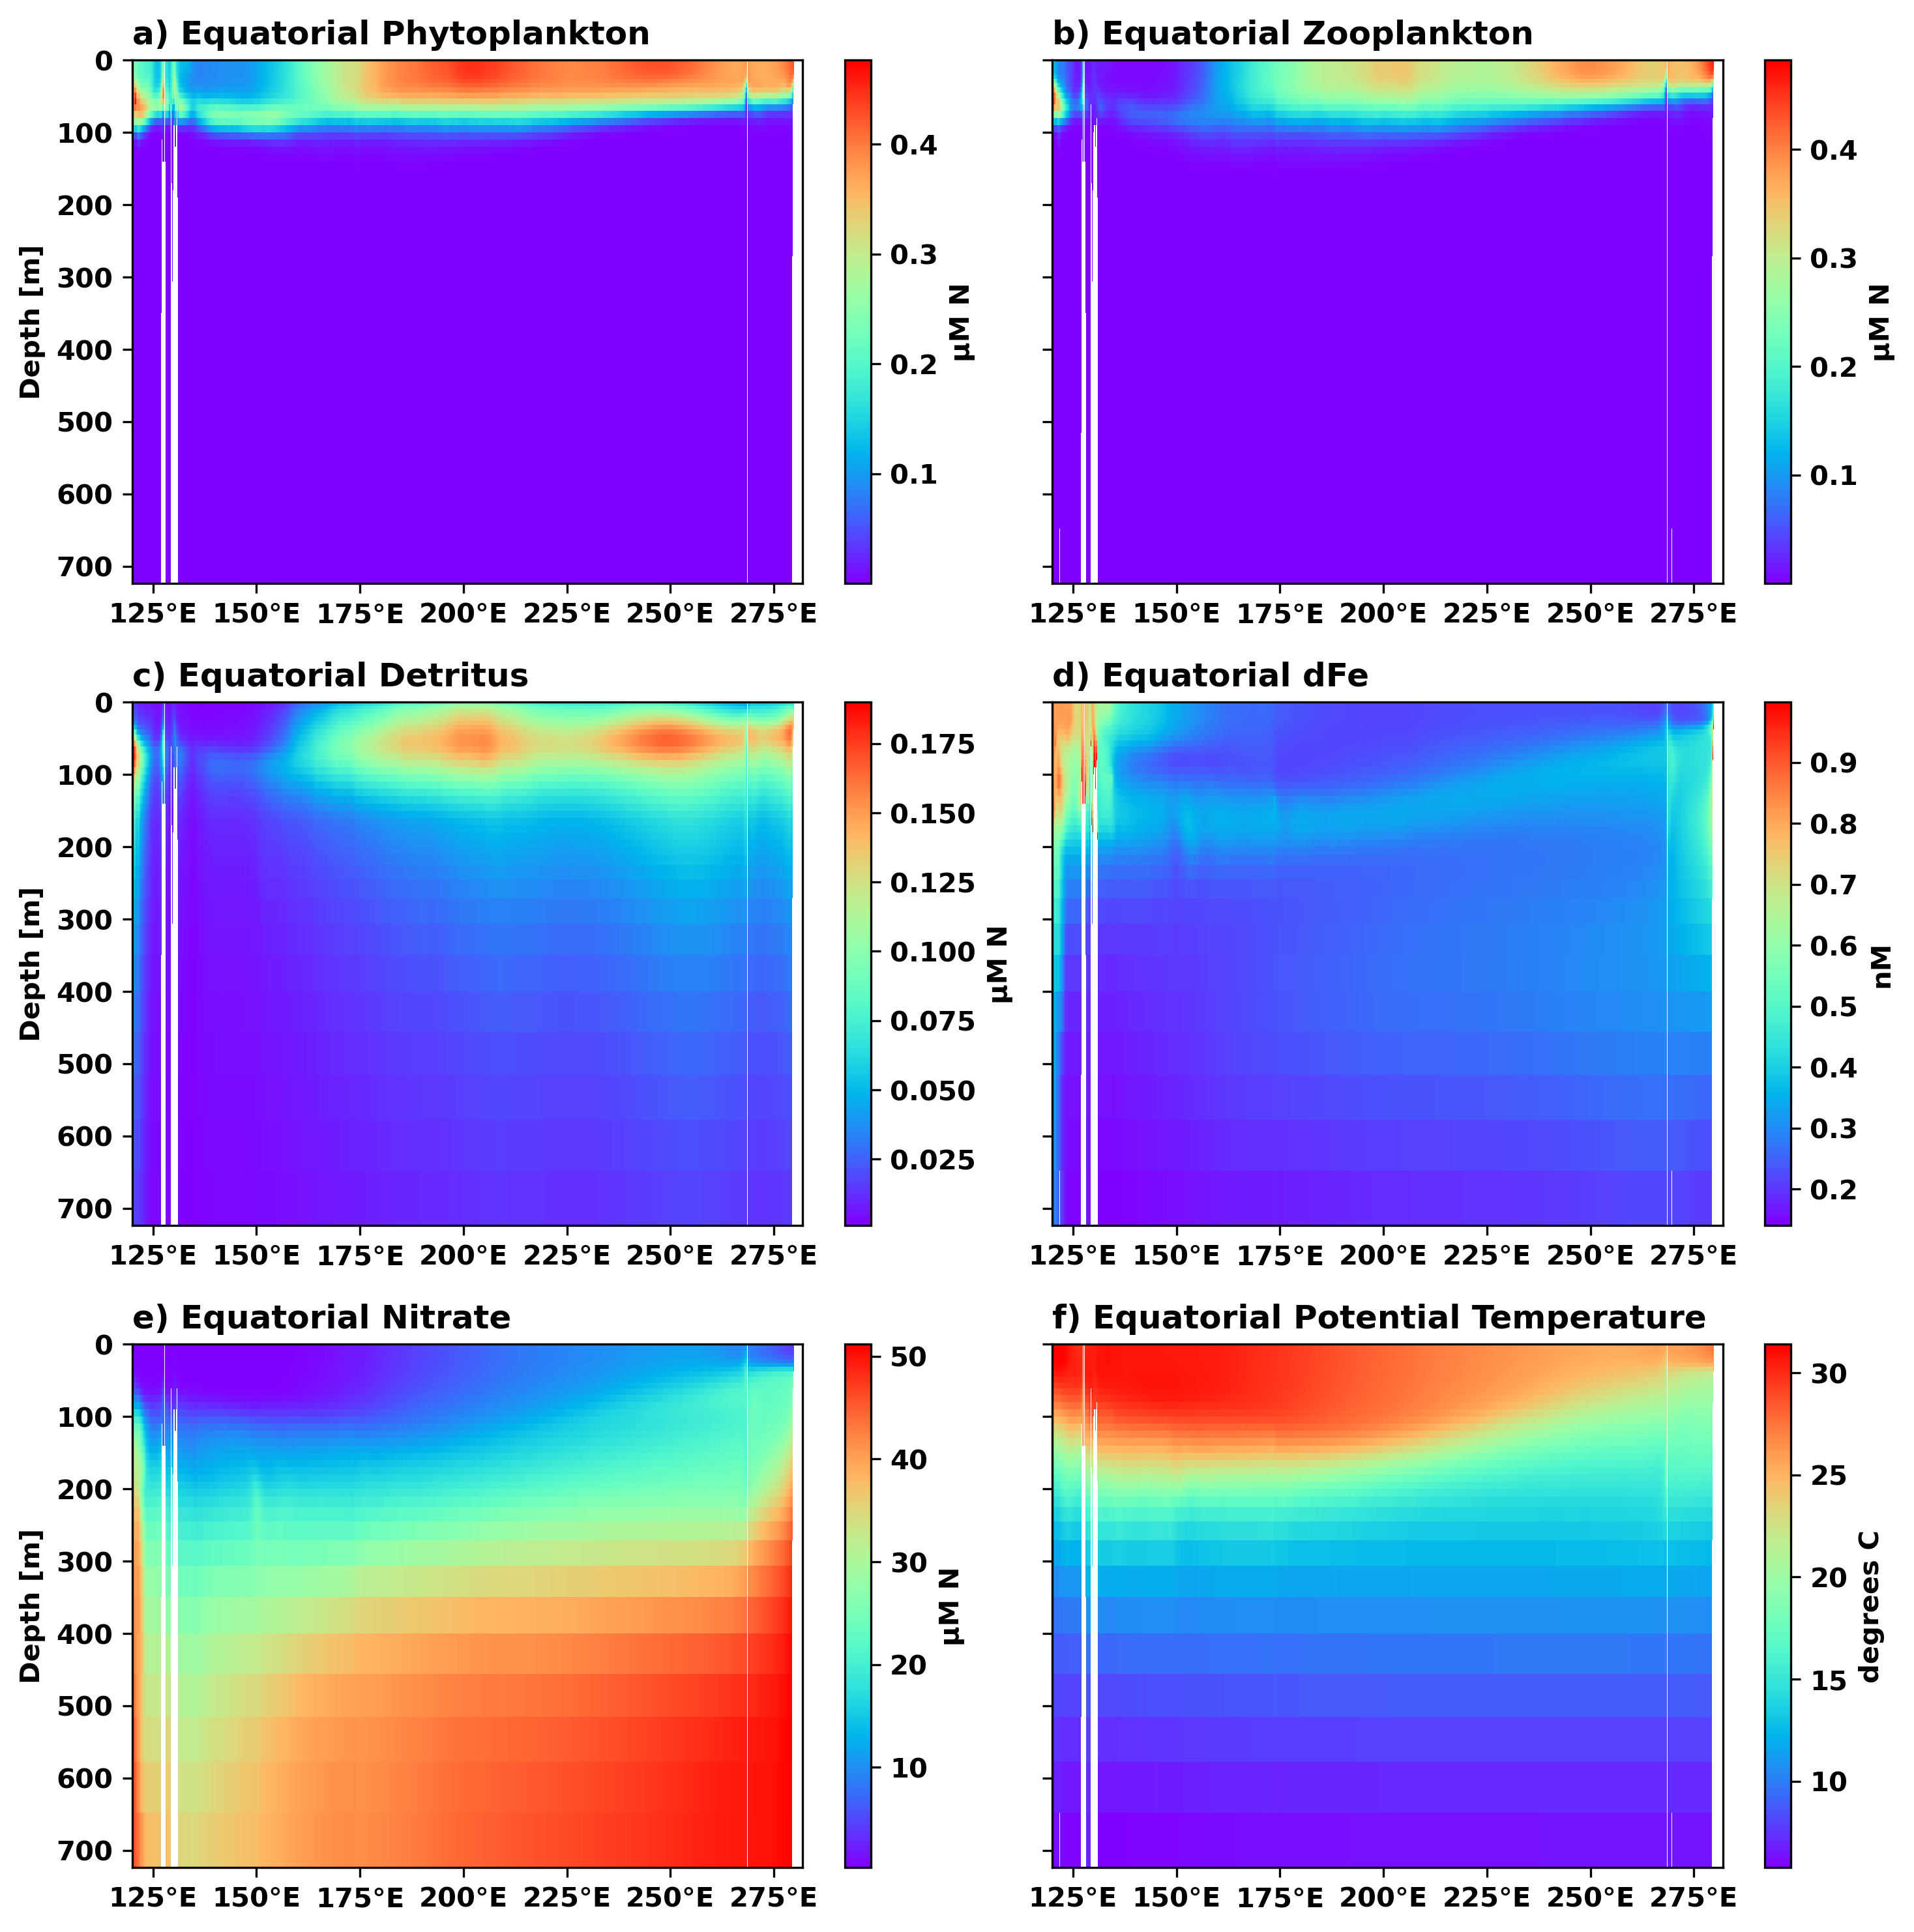 a) Equatorial Phytoplankton
0
100
200
300
400
500
600
700
Depth [m]
125°E 150°E 175°E 200°E 225°E 250°E 275°E
0.4
0.3
0.2
0.1
µM N
b) Equatorial Zooplankton
125°E 150°E 175°E 200°E 225°E 250°E 275°E
0.4
0.3
0.2
0.1
µM N
c) Equatorial Detritus
0
100
200
300
400
500
600
700
Depth [m]
125°E 150°E 175°E 200°E 225°E 250°E 275°E
0.175
0.150
0.125
0.100
0.075
0.050
0.025
µM N
d) Equatorial dFe
125°E 150°E 175°E 200°E 225°E 250°E 275°E
0.9
0.8
0.7
0.6
0.5
0.4
0.3
0.2
nM
e) Equatorial Nitrate
0
100
200
300
400
500
600
700
Depth [m]
125°E 150°E 175°E 200°E 225°E 250°E 275°E
50
40
30
20
10
µM N
f) Equatorial Potential Temperature
125°E 150°E 175°E 200°E 225°E 250°E 275°E
30
25
20
15
10
degrees C